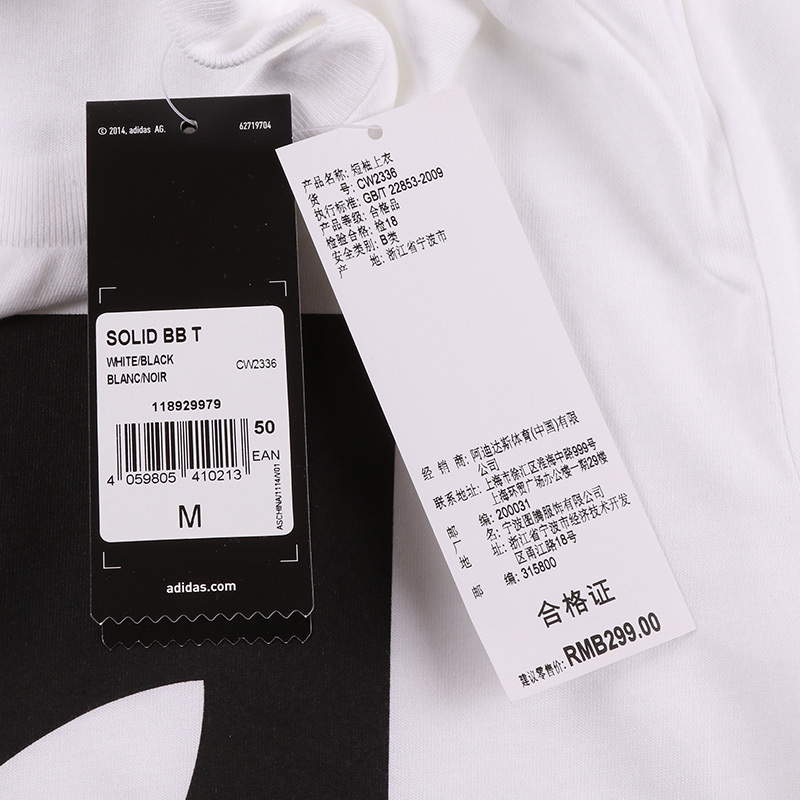 © 2014, adidas AG.
62719704
SOLID BB T
WHITE/BLACK
CW2336
BLANC/NOIR
118929979
50
EAN
4 059805 410213
M
ASCHINA/1114/V01
adidas.com
产品名称: 短袖上衣
货 号: CW2336
执行标准: GB/T 22853-2009
产品等级: 合格品
检验合格: 检18
安全类别: B类
产 地: 浙江省宁波市
经 销 商: 阿迪达斯体育(中国)有限
公司
联系地址: 上海市徐汇区淮海中路999号
上海环贸广场办公楼一期29楼
邮 编: 200031
厂 名: 宁波图腾服饰有限公司
地 址: 浙江省宁波市经济技术开发
区甬江路18号
邮 编: 315800
合格证
建议零售价: RMB299.00